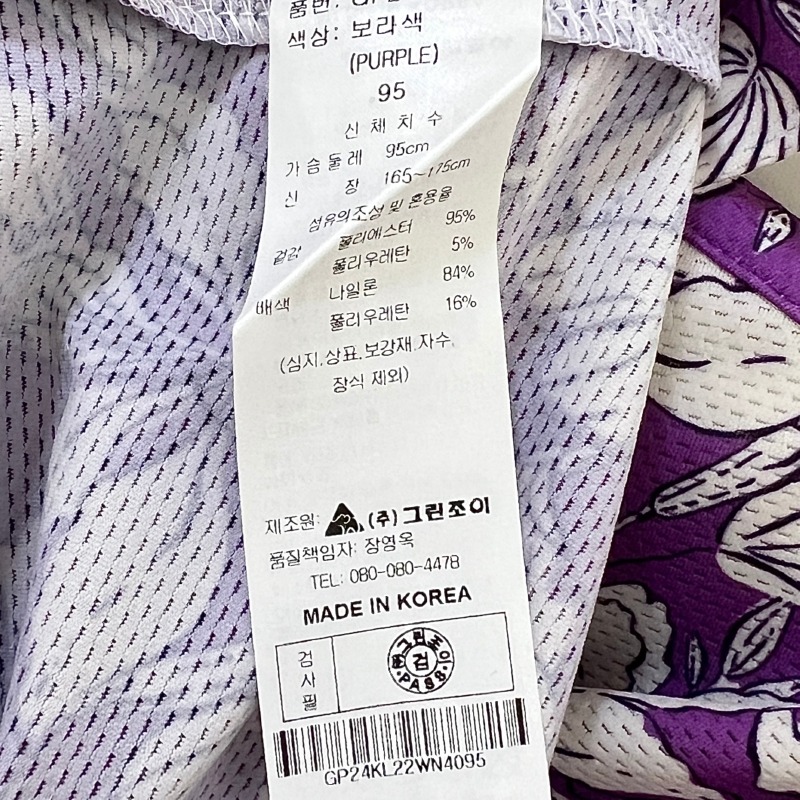 품번:
색상: 보라색
(PURPLE)
95
신체치수
가슴둘레 95cm
신 장 165~175cm
섬유의조성 및 혼용율
겉감 폴리에스터 95%
폴리우레탄 5%
배색 나일론 84%
폴리우레탄 16%
(심지.상표.보강재.자수.
장식 제외)
제조원: (주)그린조이
품질책임자: 장영옥
TEL: 080-080-4478
MADE IN KOREA
검사필
그린조이 검 PASS
GP24KL22WN4095